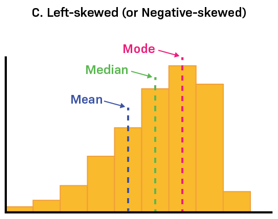 C. Left-skewed (or Negative-skewed)
Mode
Median
Mean